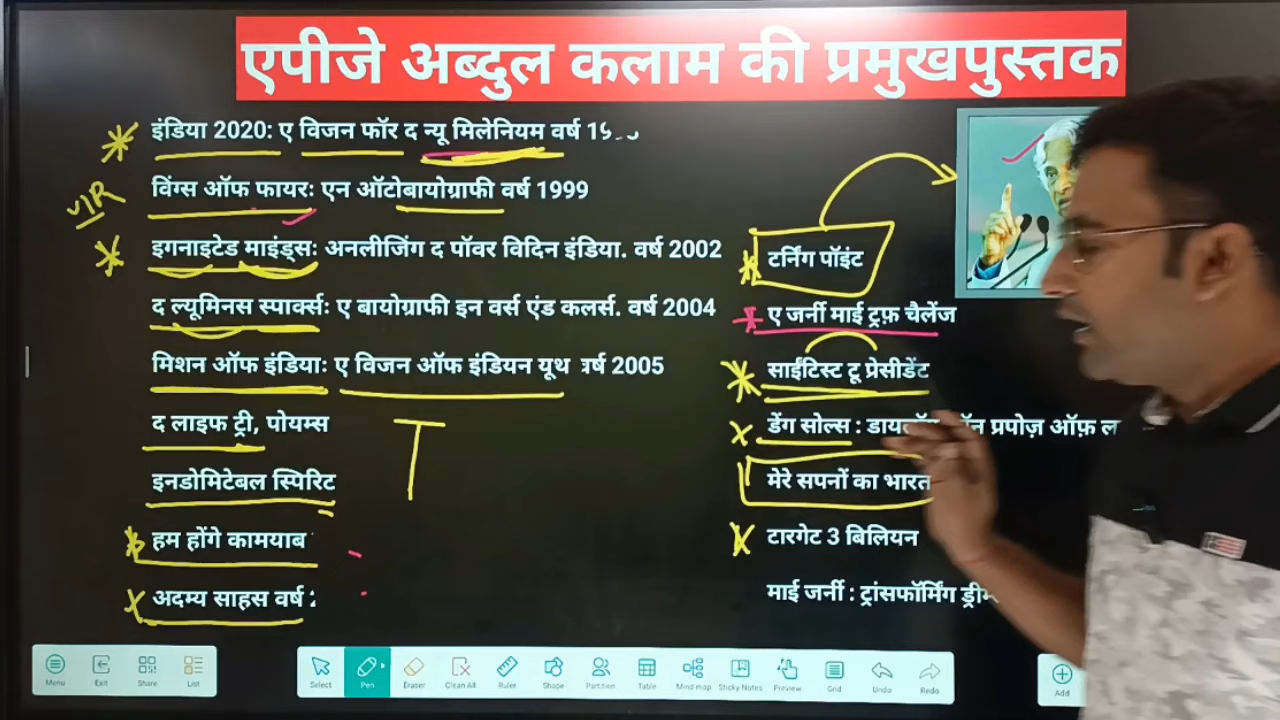 एपीजे अब्दुल कलाम की प्रमुखपुस्तक
इंडिया 2020: ए विजन फॉर द न्यू मिलेनियम वर्ष
VIR
विंग्स ऑफ फायरः एन ऑटोबायोग्राफी वर्ष 1999
इगनाइटेड माइंड्सः अनलीजिंग द पॉवर विदिन इंडिया. वर्ष 2002
द ल्यूमिनस स्पार्क्सः ए बायोग्राफी इन वर्स एंड कलर्स. वर्ष 2004
मिशन ऑफ इंडियाः ए विजन ऑफ इंडियन यूथ वर्ष 2005
द लाइफ ट्री, पोयम्स
इनडोमिटेबल स्पिरिट
हम होंगे कामयाब
अदम्य साहस वर्ष
T
टर्निंग पॉइंट
ए जर्नी माई ट्रफ़ चैलेंज
साईंटिस्ट टू प्रेसीडेंट
डेंग सोल्स : प्रपोज़ ऑफ़
मेरे सपनों का भारत
टारगेट 3 बिलियन
माई जर्नी : ट्रांसफॉर्मिंग
Menu Exit Share List Select Pen Eraser Clean All Ruler Shape Partition Table Mind map Sticky Notes Preview Grid Undo Redo Add